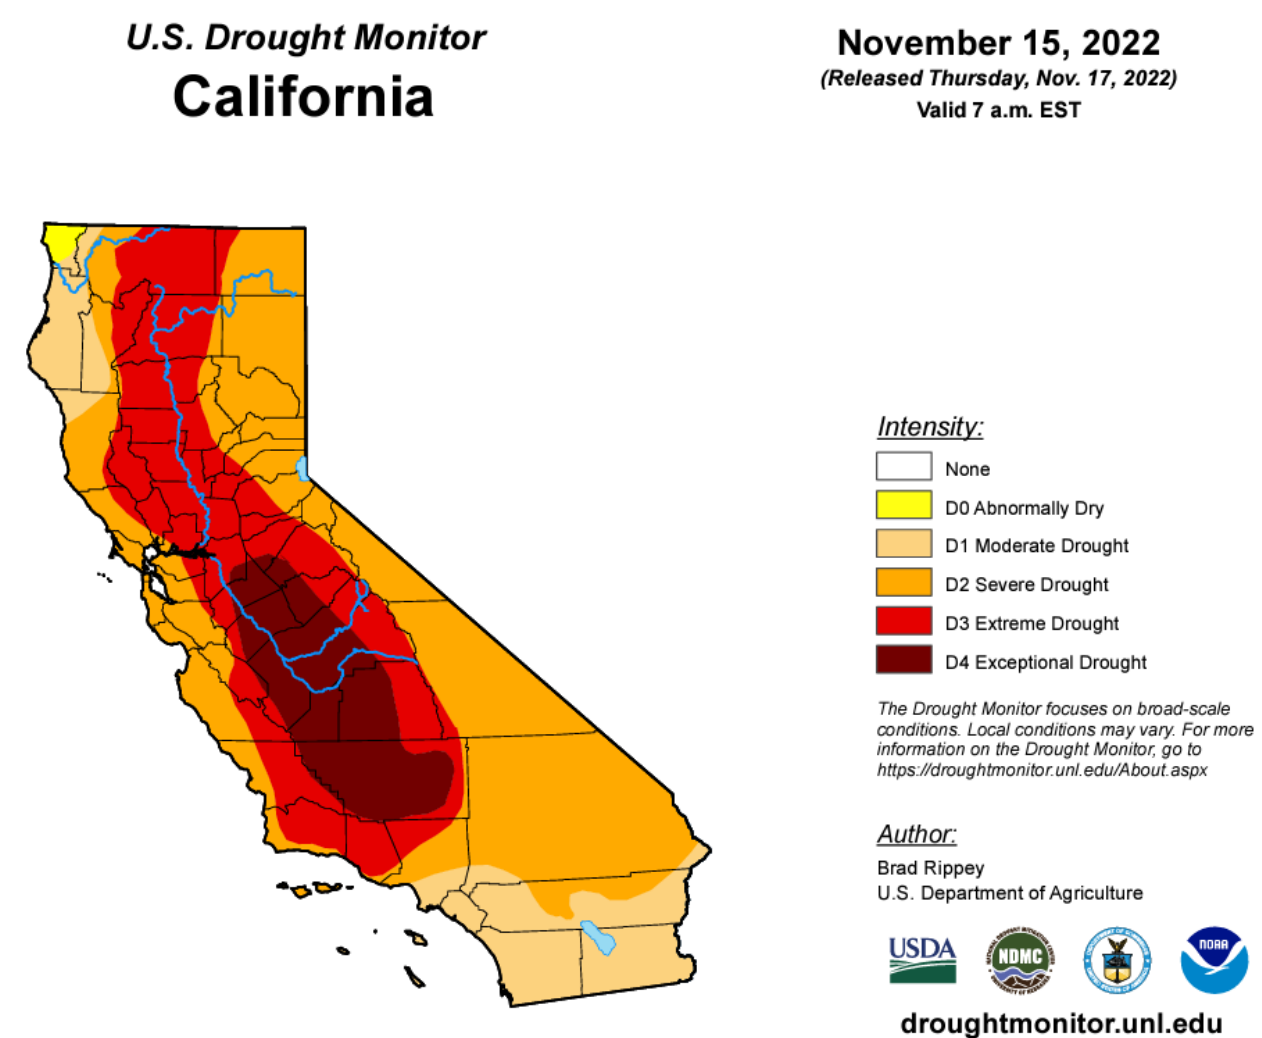 U.S. Drought Monitor
California
November 15, 2022
(Released Thursday, Nov. 17, 2022)
Valid 7 a.m. EST
Intensity:
None
D0 Abnormally Dry
D1 Moderate Drought
D2 Severe Drought
D3 Extreme Drought
D4 Exceptional Drought
The Drought Monitor focuses on broad-scale
conditions. Local conditions may vary. For more
information on the Drought Monitor, go to
https://droughtmonitor.unl.edu/About.aspx
Author:
Brad Rippey
U.S. Department of Agriculture
USDA
NDMC
NOAA
droughtmonitor.unl.edu